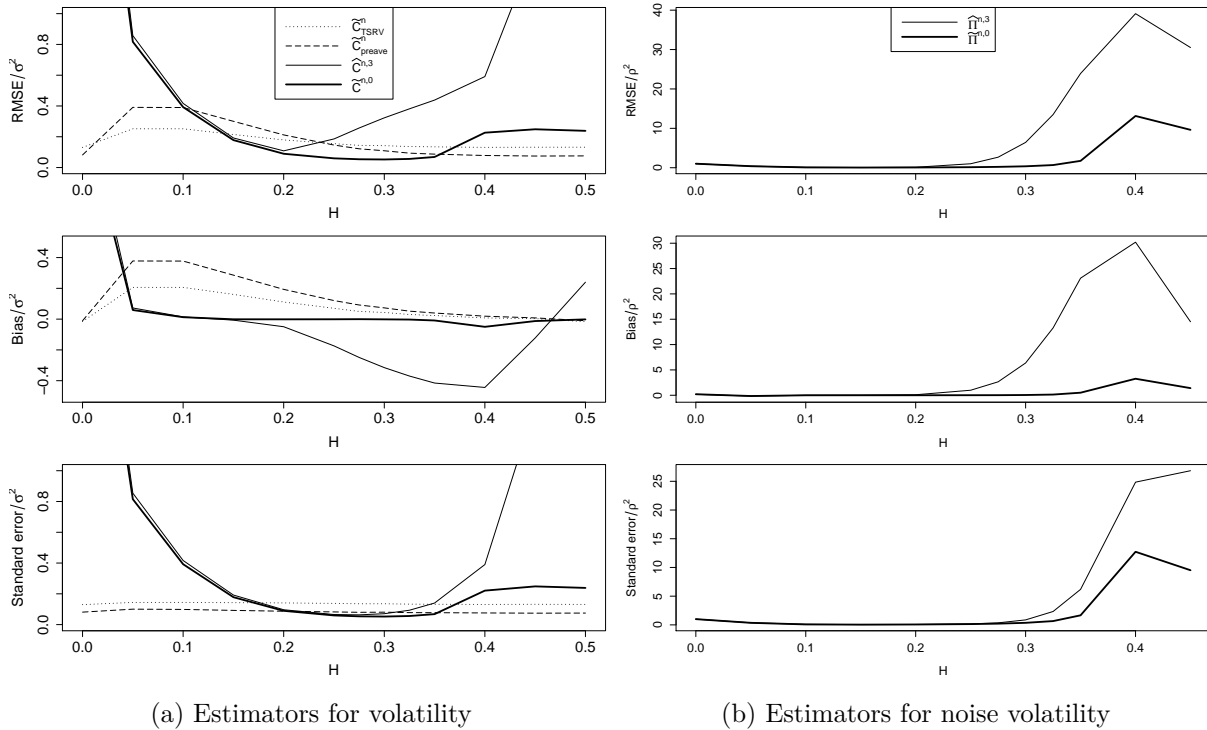 RMSE/σ²
0.0 0.4 0.8
C̃ⁿ_TSRV
C̃ⁿ_preave
Ĉⁿ,³
C̃ⁿ,⁰
0.0 0.1 0.2 0.3 0.4 0.5
H
RMSE/ρ²
0 10 20 30 40
Π̂ⁿ,³
Π̃ⁿ,⁰
0.0 0.1 0.2 0.3 0.4
H
Bias/σ²
−0.4 0.0 0.4
0.0 0.1 0.2 0.3 0.4 0.5
H
Bias/ρ²
0 5 10 15 20 25 30
0.0 0.1 0.2 0.3 0.4
H
Standard error/σ²
0.0 0.4 0.8
0.0 0.1 0.2 0.3 0.4 0.5
H
Standard error/ρ²
0 5 10 15 20 25
0.0 0.1 0.2 0.3 0.4
H
(a) Estimators for volatility
(b) Estimators for noise volatility